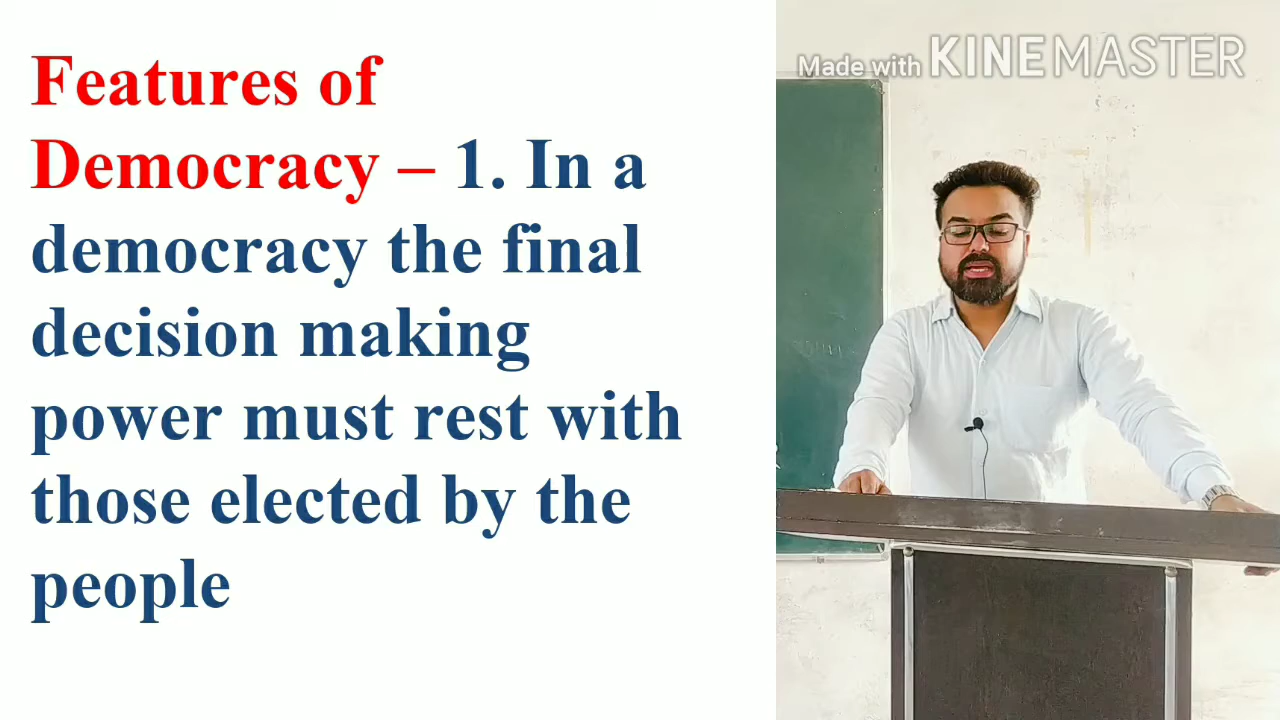 Features of
Democracy – 1. In a
democracy the final
decision making
power must rest with
those elected by the
people
Made with KINEMASTER